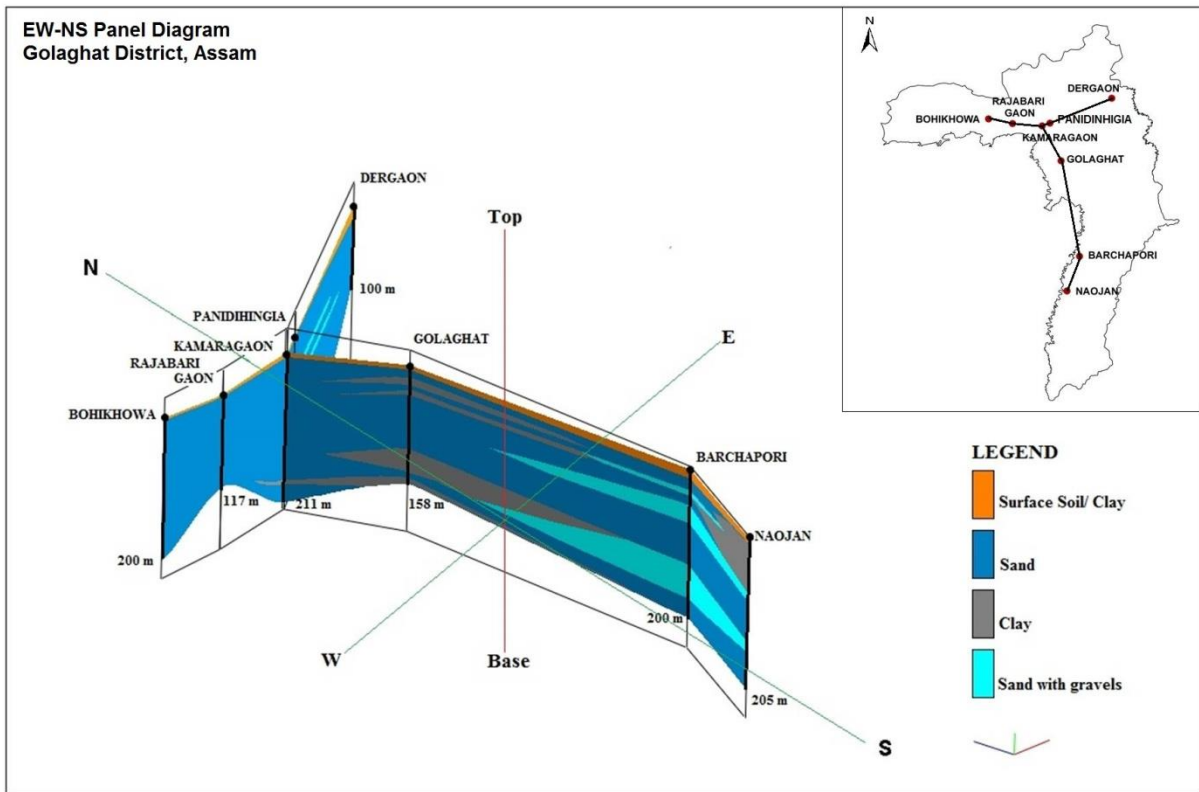 EW-NS Panel Diagram
Golaghat District, Assam
N
DERGAON
RAJABARI
GAON
BOHIKHOWA
PANIDINHIGIA
KAMARAGAON
GOLAGHAT
BARCHAPORI
NAOJAN
DERGAON
Top
N
100 m
PANIDIHINGIA
KAMARAGAON
GOLAGHAT
E
RAJABARI
GAON
BOHIKHOWA
BARCHAPORI
117 m
211 m
158 m
NAOJAN
200 m
200 m
W
Base
205 m
S
LEGEND
Surface Soil/ Clay
Sand
Clay
Sand with gravels